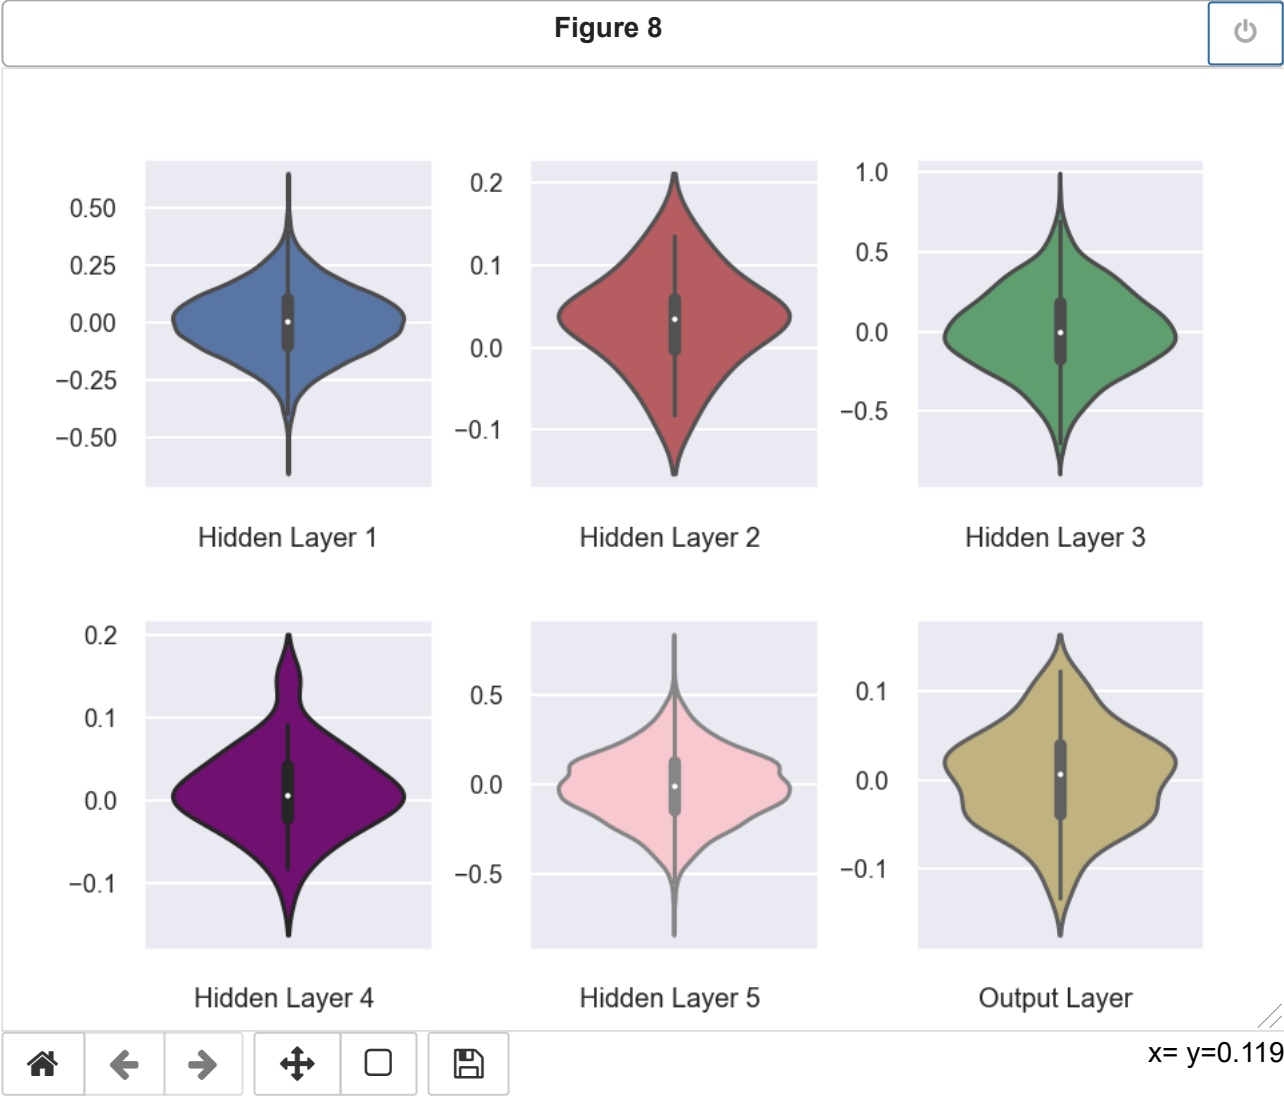 Figure 8
0.50
0.25
0.00
−0.25
−0.50
Hidden Layer 1
0.2
0.1
0.0
−0.1
Hidden Layer 2
1.0
0.5
0.0
−0.5
Hidden Layer 3
0.2
0.1
0.0
−0.1
Hidden Layer 4
0.5
0.0
−0.5
Hidden Layer 5
0.1
0.0
−0.1
Output Layer
x= y=0.119